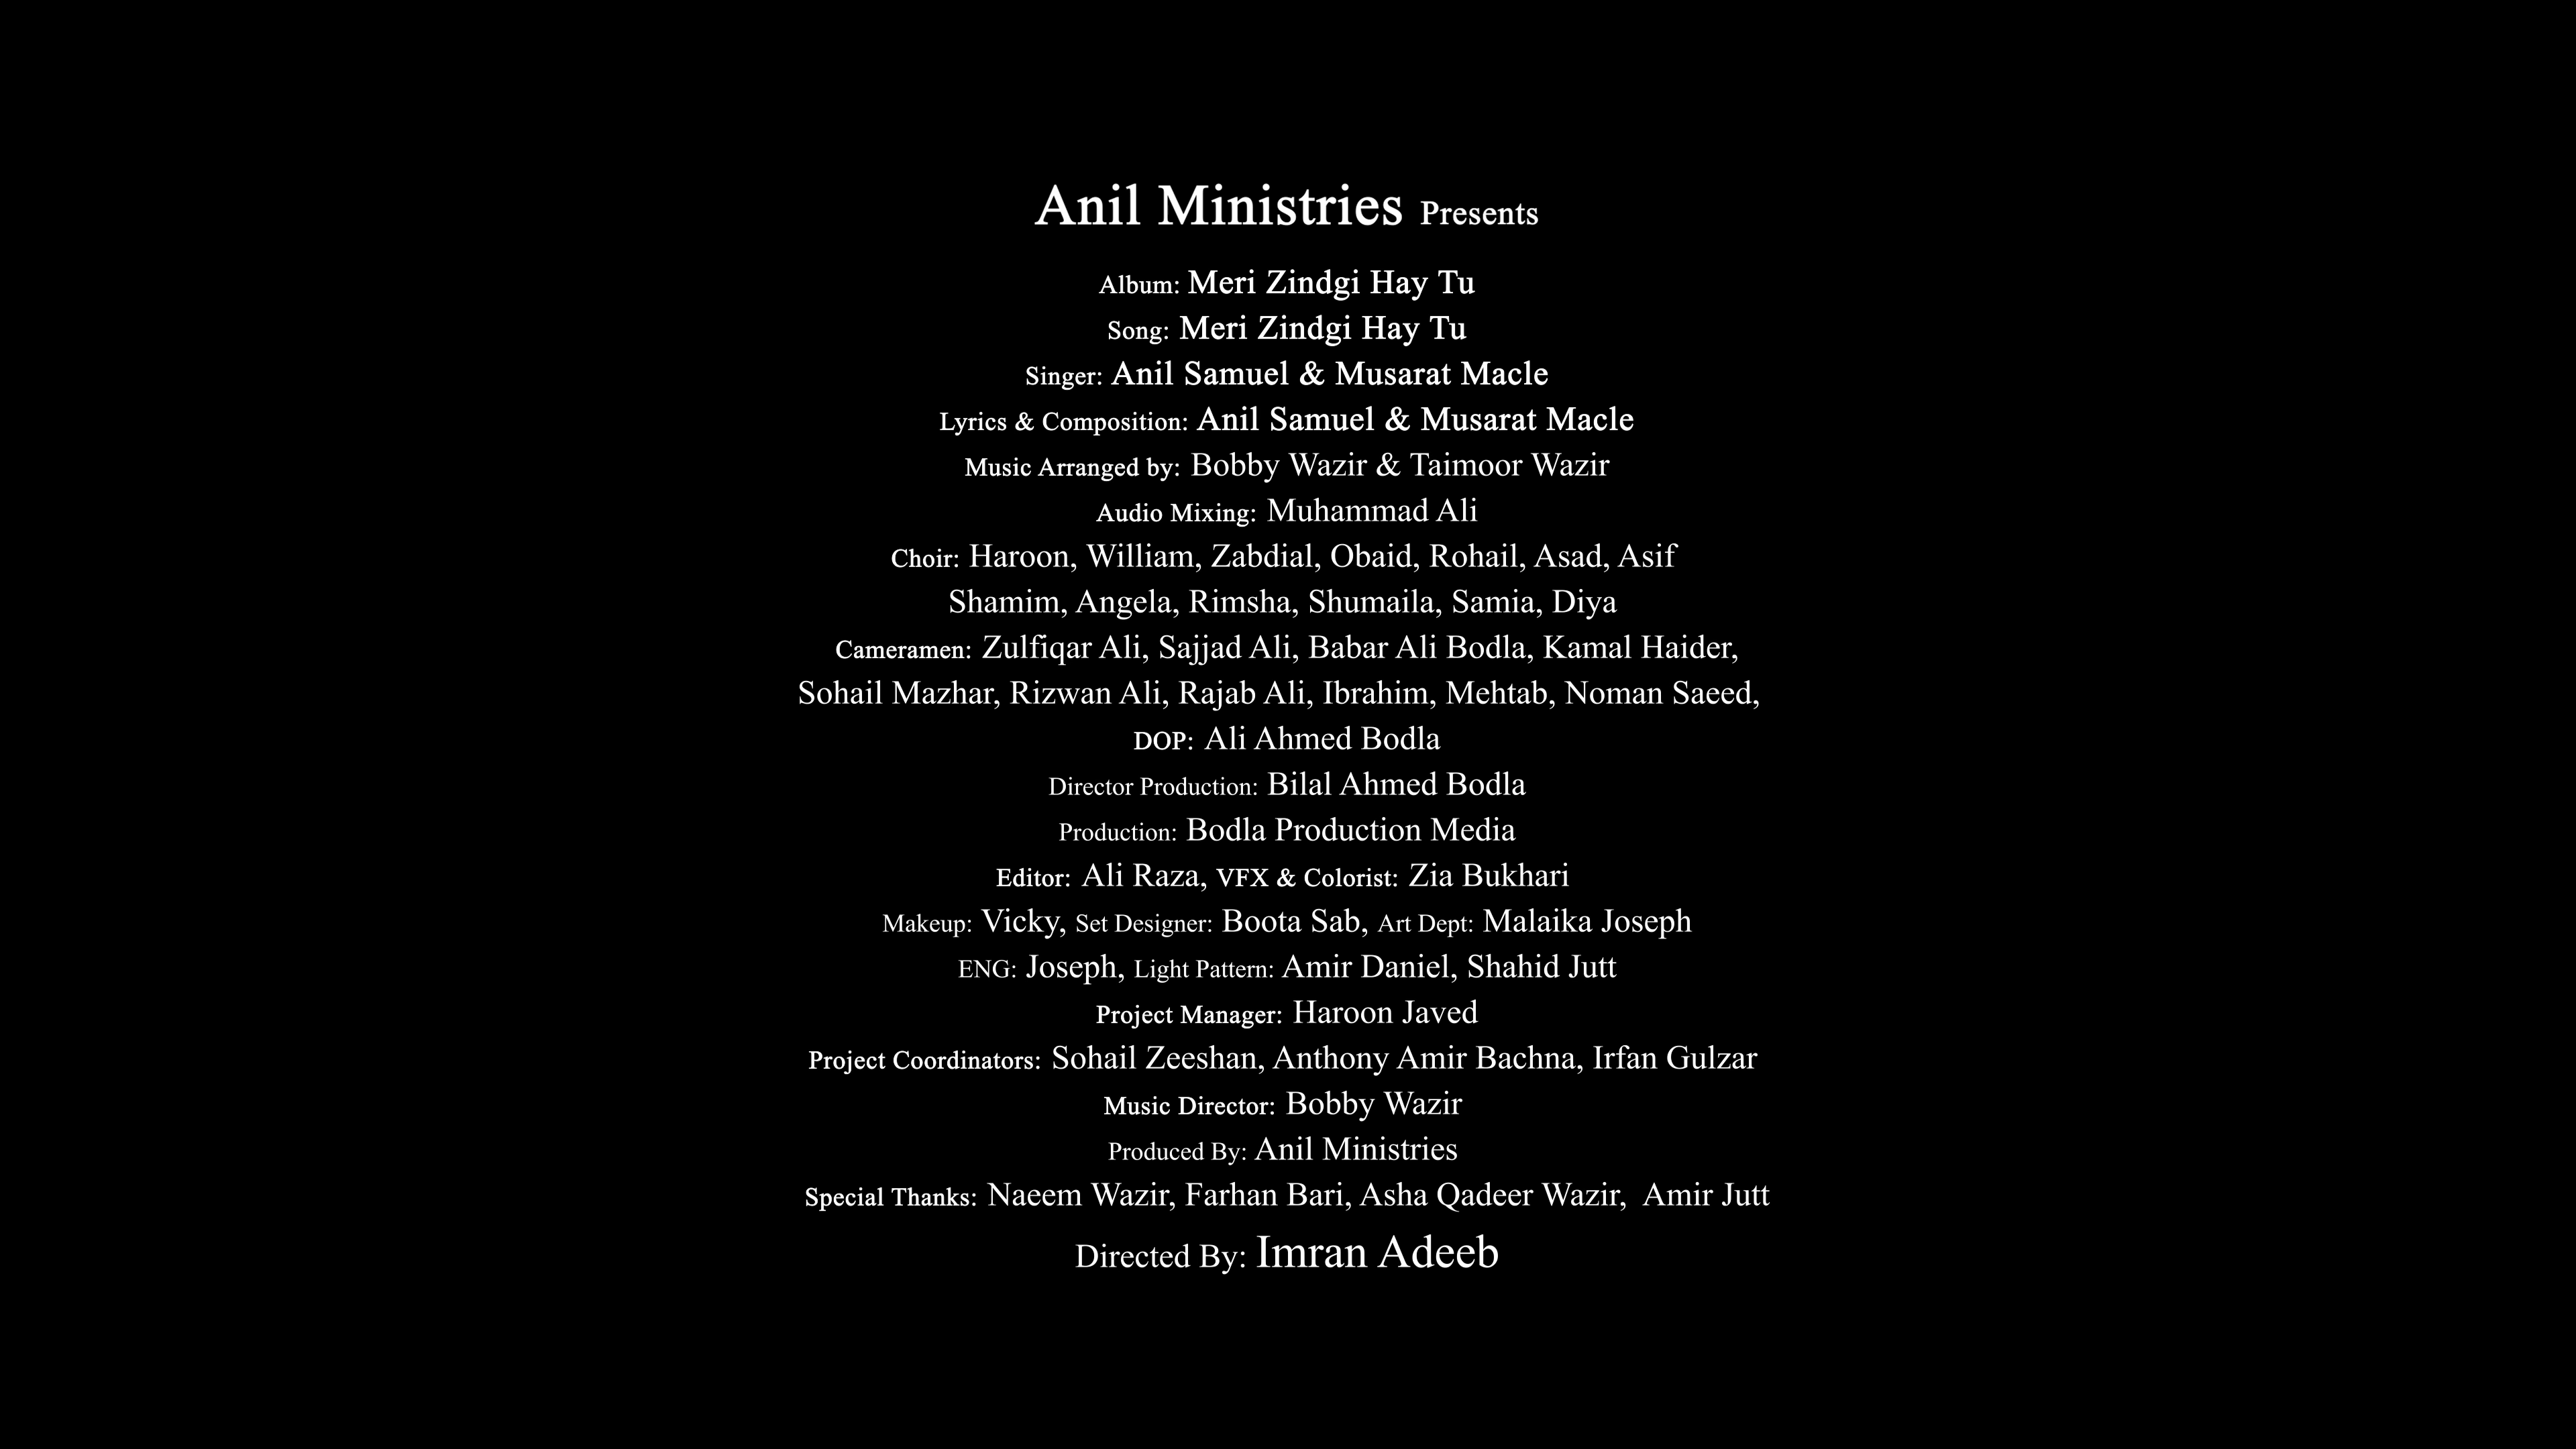 Anil Ministries Presents
Album: Meri Zindgi Hay Tu
Song: Meri Zindgi Hay Tu
Singer: Anil Samuel & Musarat Macle
Lyrics & Composition: Anil Samuel & Musarat Macle
Music Arranged by: Bobby Wazir & Taimoor Wazir
Audio Mixing: Muhammad Ali
Choir: Haroon, William, Zabdial, Obaid, Rohail, Asad, Asif
Shamim, Angela, Rimsha, Shumaila, Samia, Diya
Cameramen: Zulfiqar Ali, Sajjad Ali, Babar Ali Bodla, Kamal Haider,
Sohail Mazhar, Rizwan Ali, Rajab Ali, Ibrahim, Mehtab, Noman Saeed,
DOP: Ali Ahmed Bodla
Director Production: Bilal Ahmed Bodla
Production: Bodla Production Media
Editor: Ali Raza, VFX & Colorist: Zia Bukhari
Makeup: Vicky, Set Designer: Boota Sab, Art Dept: Malaika Joseph
ENG: Joseph, Light Pattern: Amir Daniel, Shahid Jutt
Project Manager: Haroon Javed
Project Coordinators: Sohail Zeeshan, Anthony Amir Bachna, Irfan Gulzar
Music Director: Bobby Wazir
Produced By: Anil Ministries
Special Thanks: Naeem Wazir, Farhan Bari, Asha Qadeer Wazir,  Amir Jutt
Directed By: Imran Adeeb